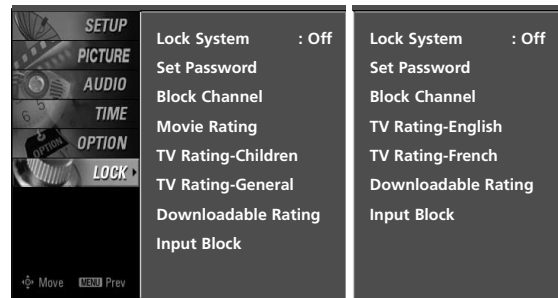 SETUP
PICTURE
AUDIO
TIME
OPTION
LOCK
Move MENU Prev
Lock System : Off
Set Password
Block Channel
Movie Rating
TV Rating-Children
TV Rating-General
Downloadable Rating
Input Block
Lock System : Off
Set Password
Block Channel
TV Rating-English
TV Rating-French
Downloadable Rating
Input Block